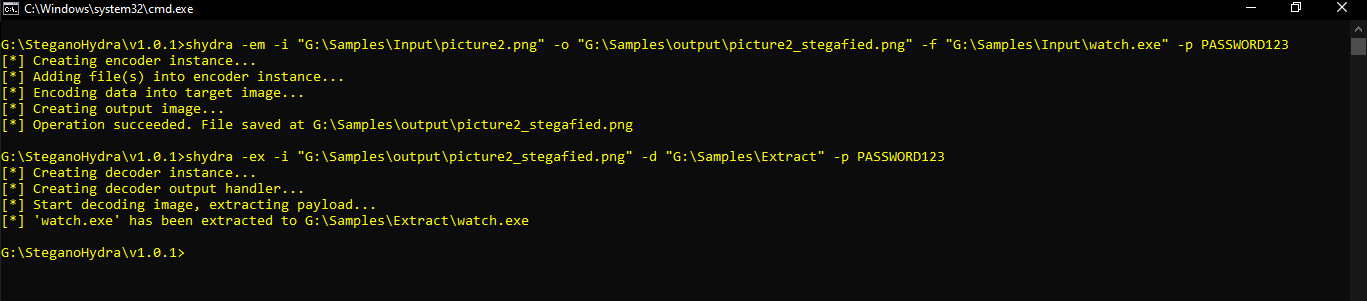 C:\Windows\system32\cmd.exe
G:\SteganoHydra\v1.0.1>shydra -em -i "G:\Samples\Input\picture2.png" -o "G:\Samples\output\picture2_stegafied.png" -f "G:\Samples\Input\watch.exe" -p PASSWORD123
[*] Creating encoder instance...
[*] Adding file(s) into encoder instance...
[*] Encoding data into target image...
[*] Creating output image...
[*] Operation succeeded. File saved at G:\Samples\output\picture2_stegafied.png
G:\SteganoHydra\v1.0.1>shydra -ex -i "G:\Samples\output\picture2_stegafied.png" -d "G:\Samples\Extract" -p PASSWORD123
[*] Creating decoder instance...
[*] Creating decoder output handler...
[*] Start decoding image, extracting payload...
[*] 'watch.exe' has been extracted to G:\Samples\Extract\watch.exe
G:\SteganoHydra\v1.0.1>